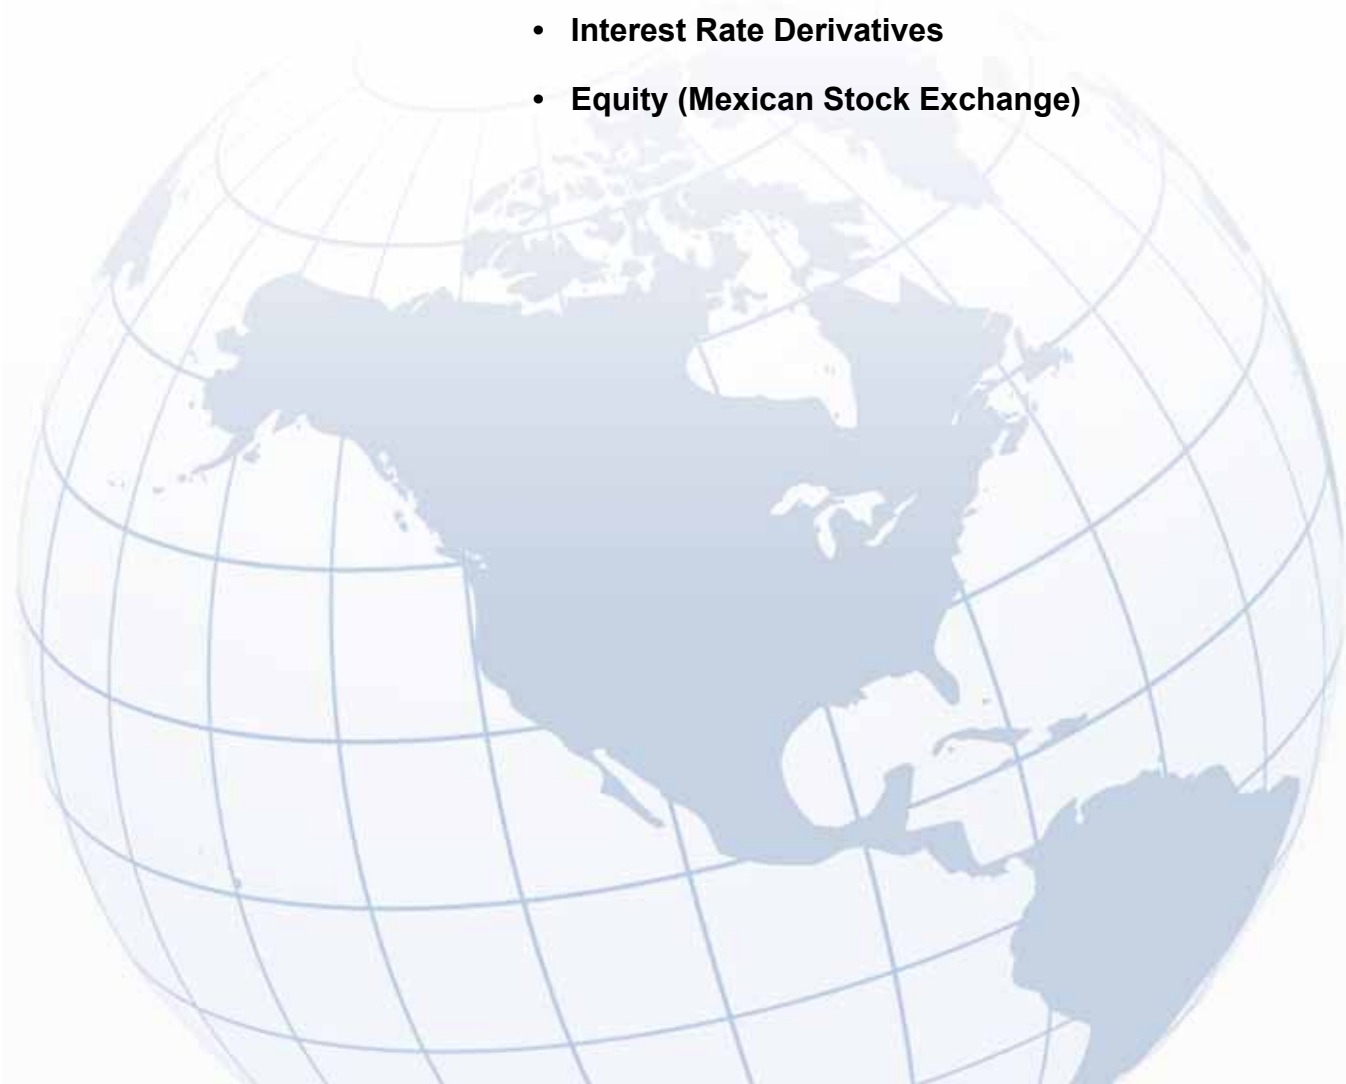 • Interest Rate Derivatives
• Equity (Mexican Stock Exchange)